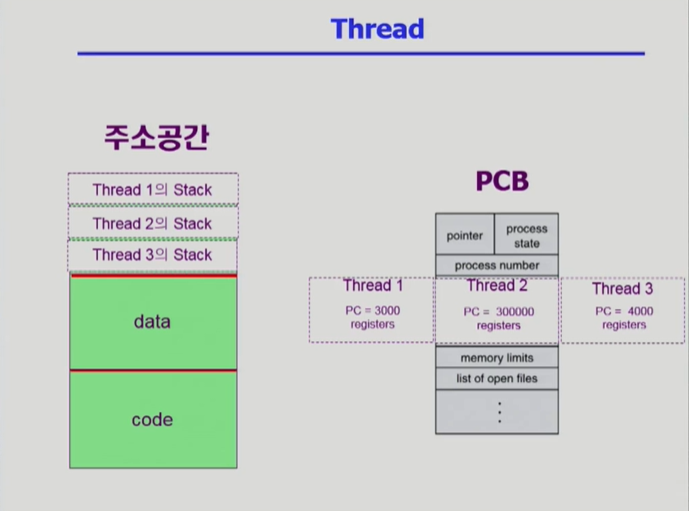 Thread
주소공간
Thread 1의 Stack
Thread 2의 Stack
Thread 3의 Stack
data
code
PCB
pointer
process
state
process number
Thread 1
PC = 3000
registers
Thread 2
PC = 300000
registers
Thread 3
PC = 4000
registers
memory limits
list of open files